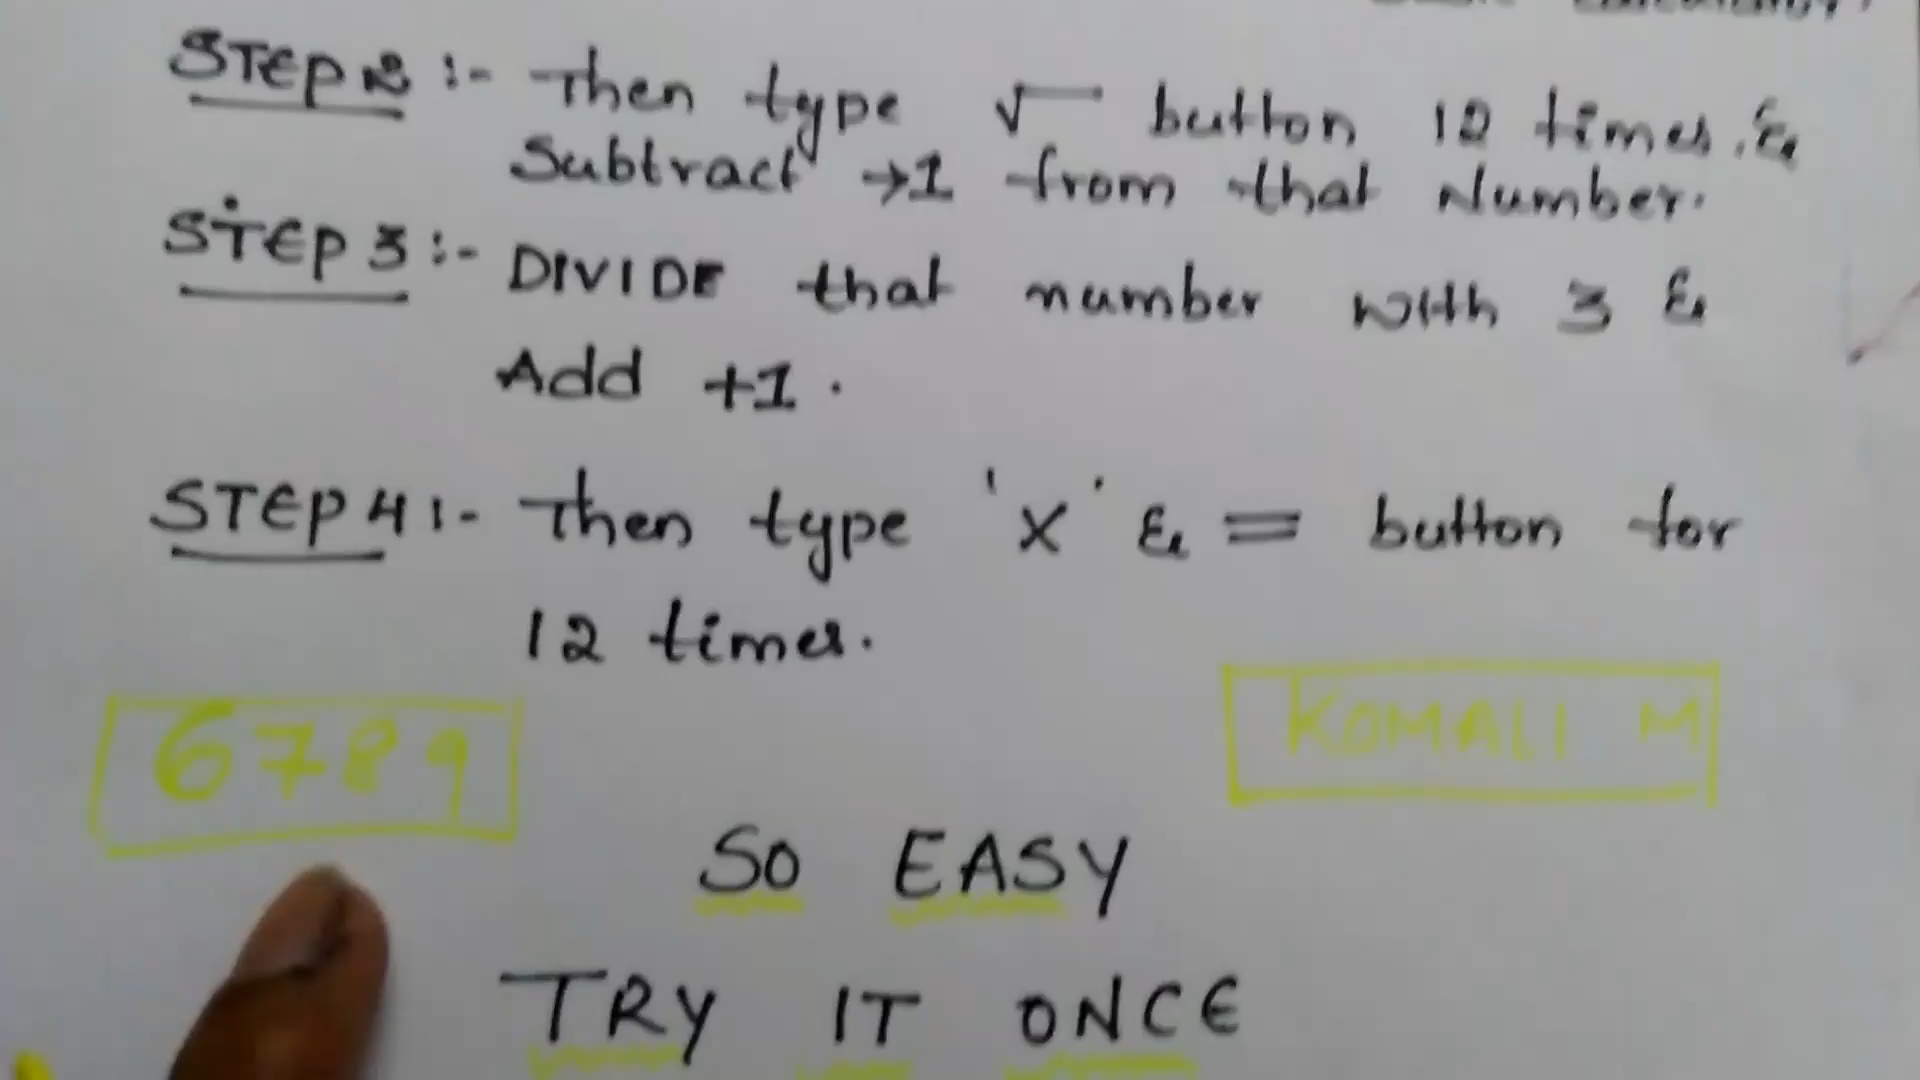 STEP 2 :- Then type √ button 12 times. &
Subtract →1 from that Number.
STEP 3 :- DIVIDE that number with 3 &
Add +1.
STEP 4 :- Then type 'X' & = button for
12 times.
6789
KOMALI M
SO EASY
TRY IT ONCE